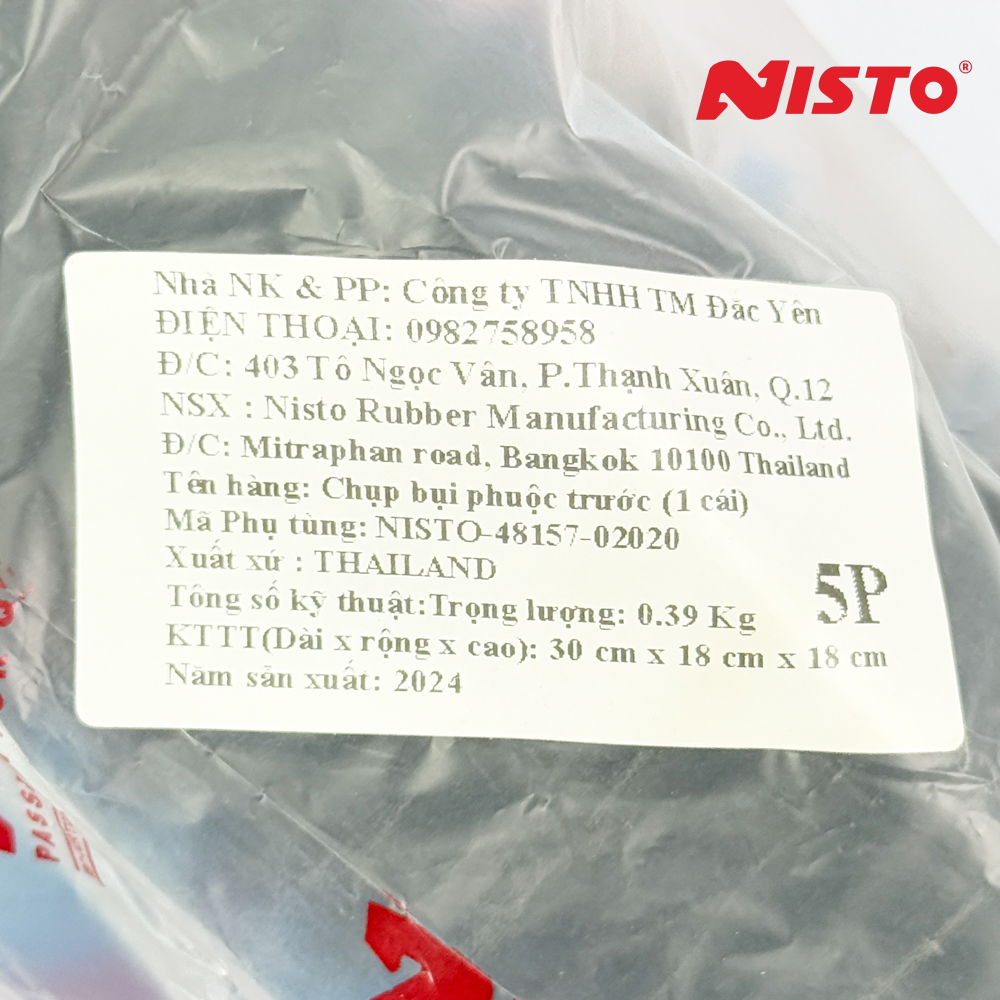 NISTO®
Nhà NK & PP: Công ty TNHH TM Đăc Yên
ĐIỆN THOẠI: 0982758958
Đ/C: 403 Tô Ngọc Vân, P.Thạnh Xuân, Q.12
NSX : Nisto Rubber Manufacturing Co., Ltd.
Đ/C: Mitraphan road, Bangkok 10100 Thailand
Tên hàng: Chụp bụi phuộc trước (1 cái)
Mã Phụ tùng: NISTO-48157-02020
Xuất xứ : THAILAND
5P
Tông số kỹ thuật:Trọng lượng: 0.39 Kg
KTTT(Dài x rộng x cao): 30 cm x 18 cm x 18 cm
Năm sản xuất: 2024